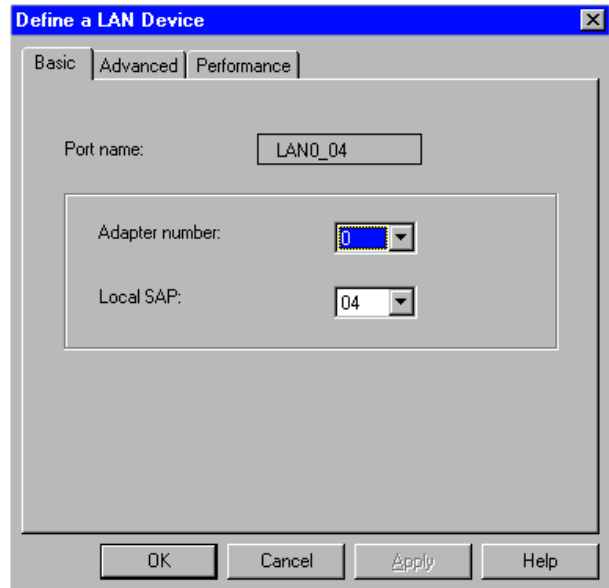 Define a LAN Device
Basic Advanced Performance
Port name: LAN0_04
Adapter number: 0
Local SAP: 04
OK Cancel Apply Help